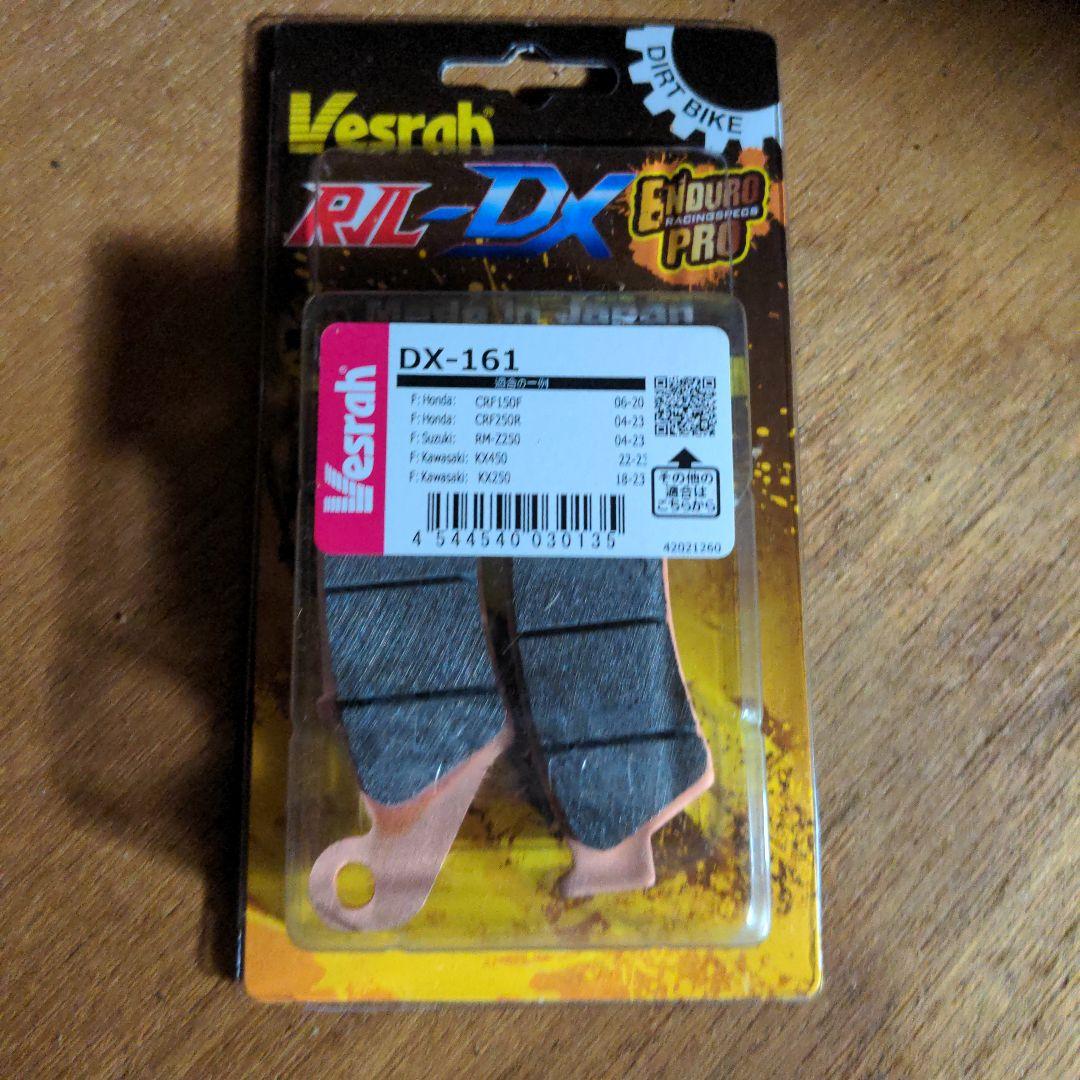 DIRT BIKE
Vesrah®
RJL-DX
ENDURO
RACINGSPECS
PRO
Made in Japan
Vesrah®
DX-161
適合の一例
F: Honda: CRF150F 06-20
F: Honda: CRF250R 04-23
F: Suzuki: RM-Z250 04-23
F: Kawasaki: KX450 22-23
F: Kawasaki: KX250 18-23
その他の
適合は
こちらから
4 544540 030135
42021260